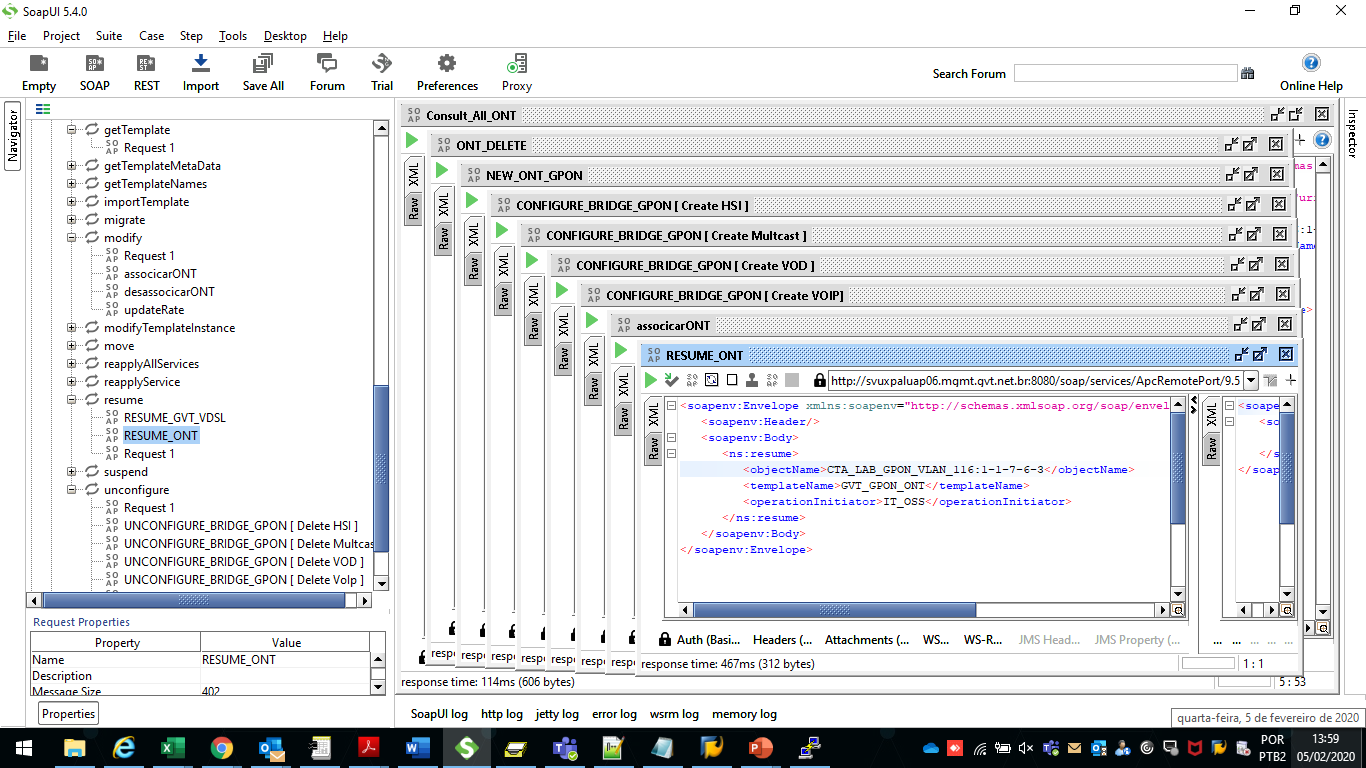 SoapUI 5.4.0
File Project Suite Case Step Tools Desktop Help
Empty SOAP REST Import Save All Forum Trial Preferences Proxy
Search Forum
Online Help
Navigator
getTemplate
Request 1
getTemplateMetaData
getTemplateNames
importTemplate
migrate
modify
Request 1
associcarONT
desassocicarONT
updateRate
modifyTemplateInstance
move
reapplyAllServices
reapplyService
resume
RESUME_GVT_VDSL
RESUME_ONT
Request 1
suspend
unconfigure
Request 1
UNCONFIGURE_BRIDGE_GPON [ Delete HSI ]
UNCONFIGURE_BRIDGE_GPON [ Delete Multcas
UNCONFIGURE_BRIDGE_GPON [ Delete VOD ]
UNCONFIGURE_BRIDGE_GPON [ Delete VoIp ]
Request Properties
Property Value
Name RESUME_ONT
Description
Message Size 402
Properties
Consult_All_ONT
ONT_DELETE
NEW_ONT_GPON
CONFIGURE_BRIDGE_GPON [ Create HSI ]
CONFIGURE_BRIDGE_GPON [ Create Multcast ]
CONFIGURE_BRIDGE_GPON [ Create VOD ]
CONFIGURE_BRIDGE_GPON [ Create VOIP]
associcarONT
RESUME_ONT
http://svuxpaluap06.mqmt.qvt.net.br:8080/soap/services/ApcRemotePort/9.5
XML
Raw
<soapenv:Envelope xmlns:soapenv="http://schemas.xmlsoap.org/soap/envel
<soapenv:Header/>
<soapenv:Body>
<ns:resume>
<objectName>CTA_LAB_GPON_VLAN_116:1-1-7-6-3</objectName>
<templateName>GVT_GPON_ONT</templateName>
<operationInitiator>IT_OSS</operationInitiator>
</ns:resume>
</soapenv:Body>
</soapenv:Envelope>
XML
Raw
<soape
<so
</s
</soap
Auth (Basi... Headers (... Attachments (... WS... WS-R... JMS Head... JMS Property (...
response time: 467ms (312 bytes)
1 : 1
response time: 114ms (606 bytes)
5 : 53
Inspector
SoapUI log http log jetty log error log wsrm log memory log
quarta-feira, 5 de fevereiro de 2020
POR
PTB2
13:59
05/02/2020